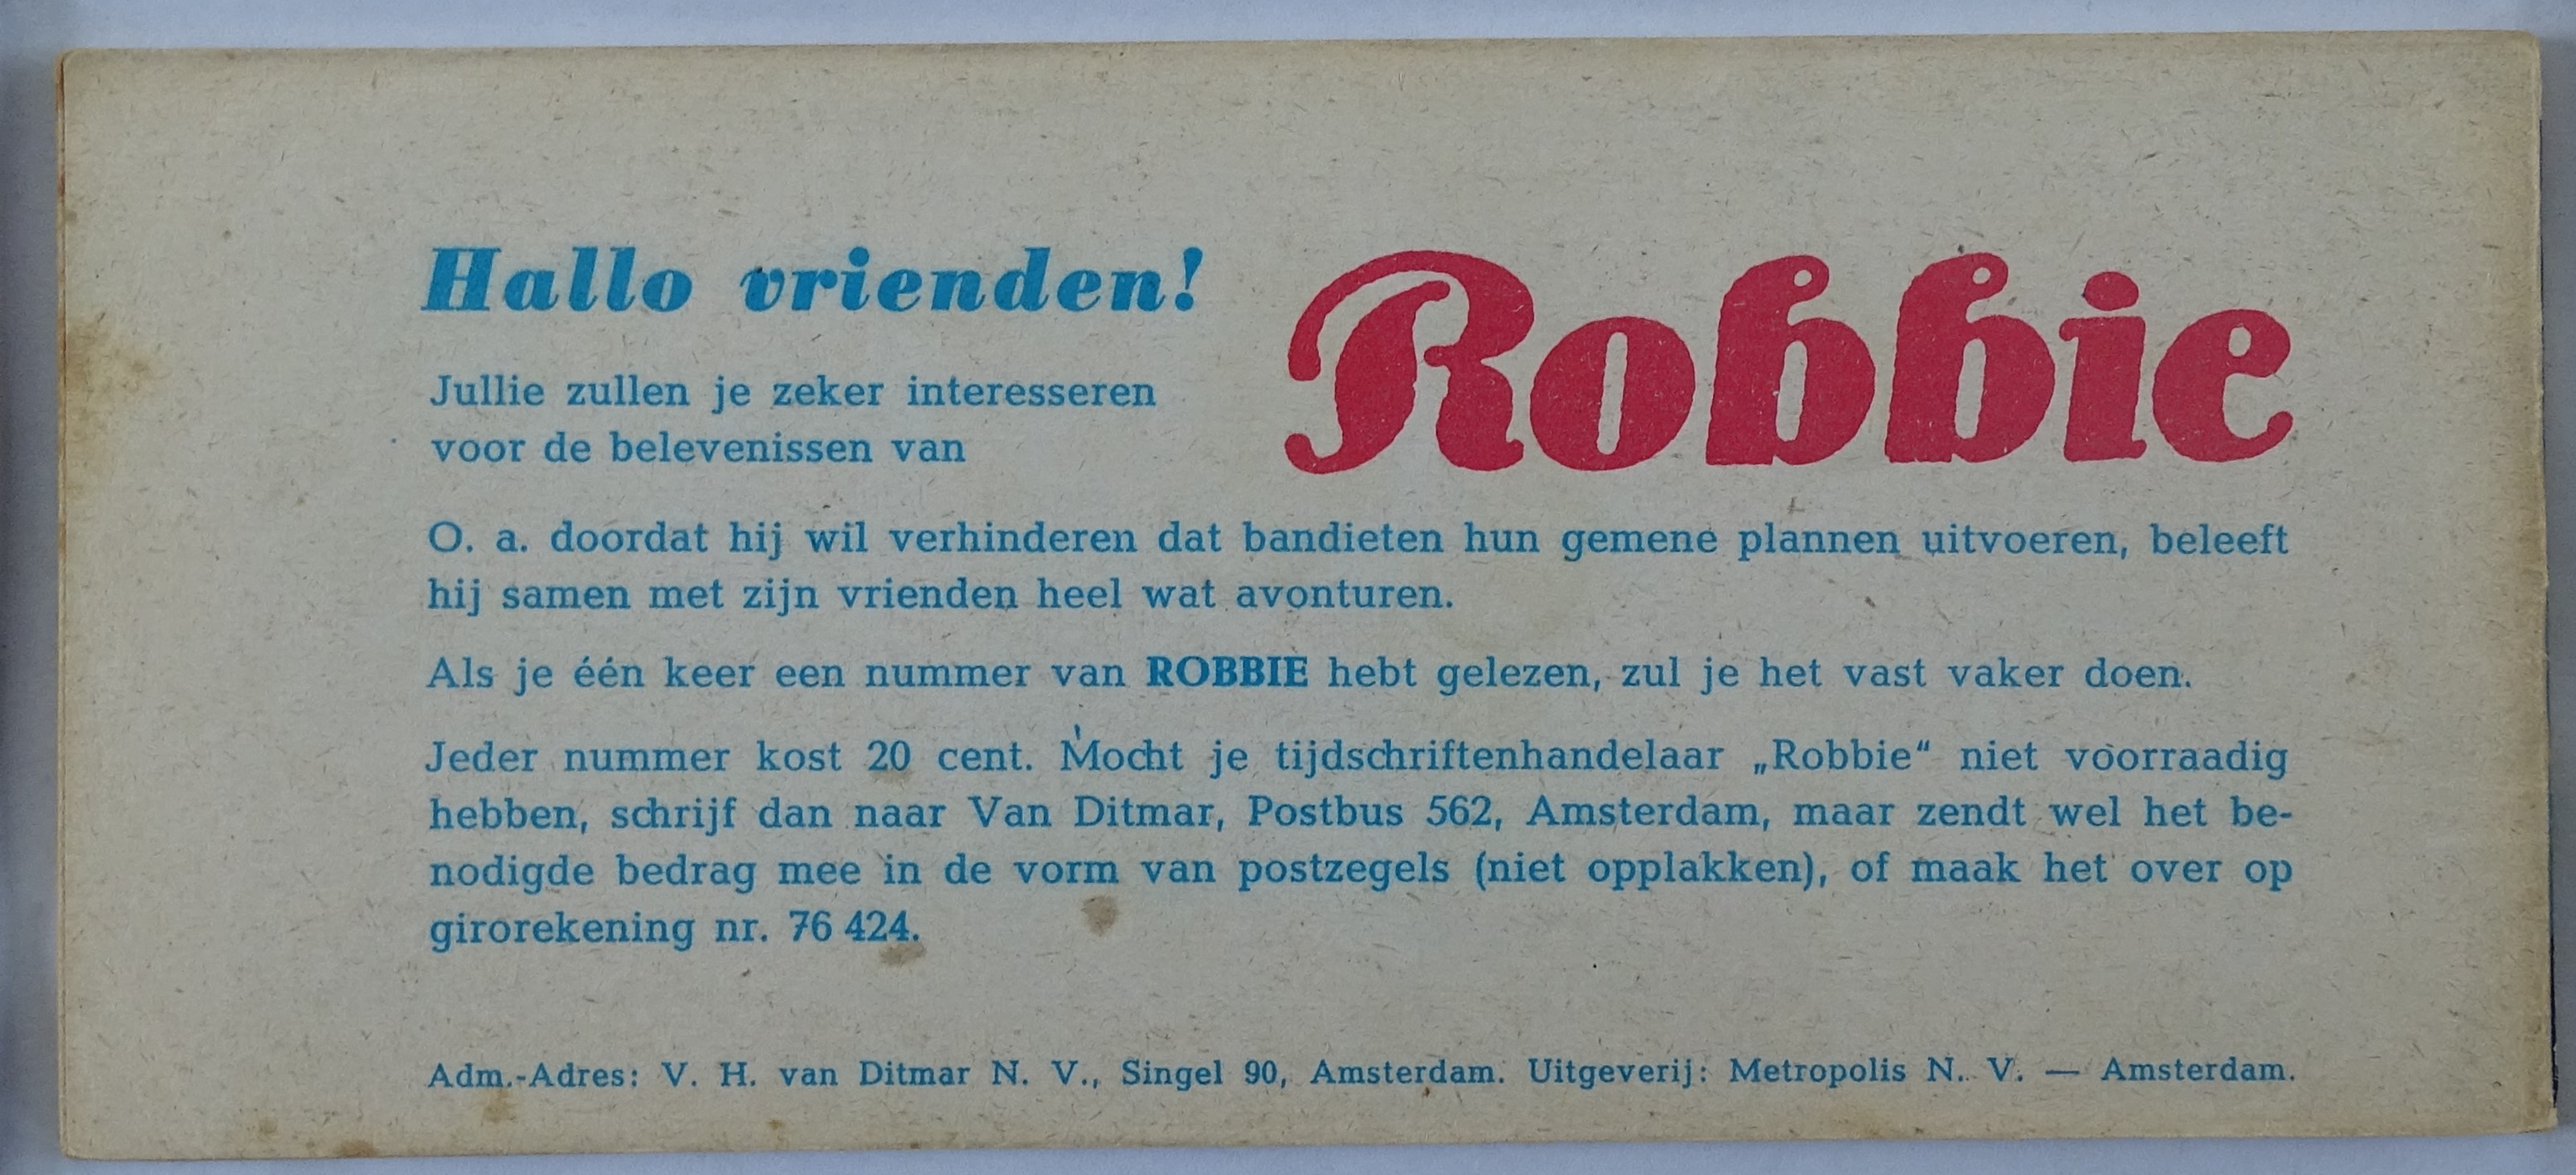 Hallo vrienden!
Jullie zullen je zeker interesseren
voor de belevenissen van
Robbie
O. a. doordat hij wil verhinderen dat bandieten hun gemene plannen uitvoeren, beleeft
hij samen met zijn vrienden heel wat avonturen.
Als je één keer een nummer van ROBBIE hebt gelezen, zul je het vast vaker doen.
Jeder nummer kost 20 cent. Mocht je tijdschriftenhandelaar „Robbie“ niet voorraadig
hebben, schrijf dan naar Van Ditmar, Postbus 562, Amsterdam, maar zendt wel het be-
nodigde bedrag mee in de vorm van postzegels (niet opplakken), of maak het over op
girorekening nr. 76 424.
Adm.-Adres: V. H. van Ditmar N. V., Singel 90, Amsterdam. Uitgeverij: Metropolis N. V. — Amsterdam.